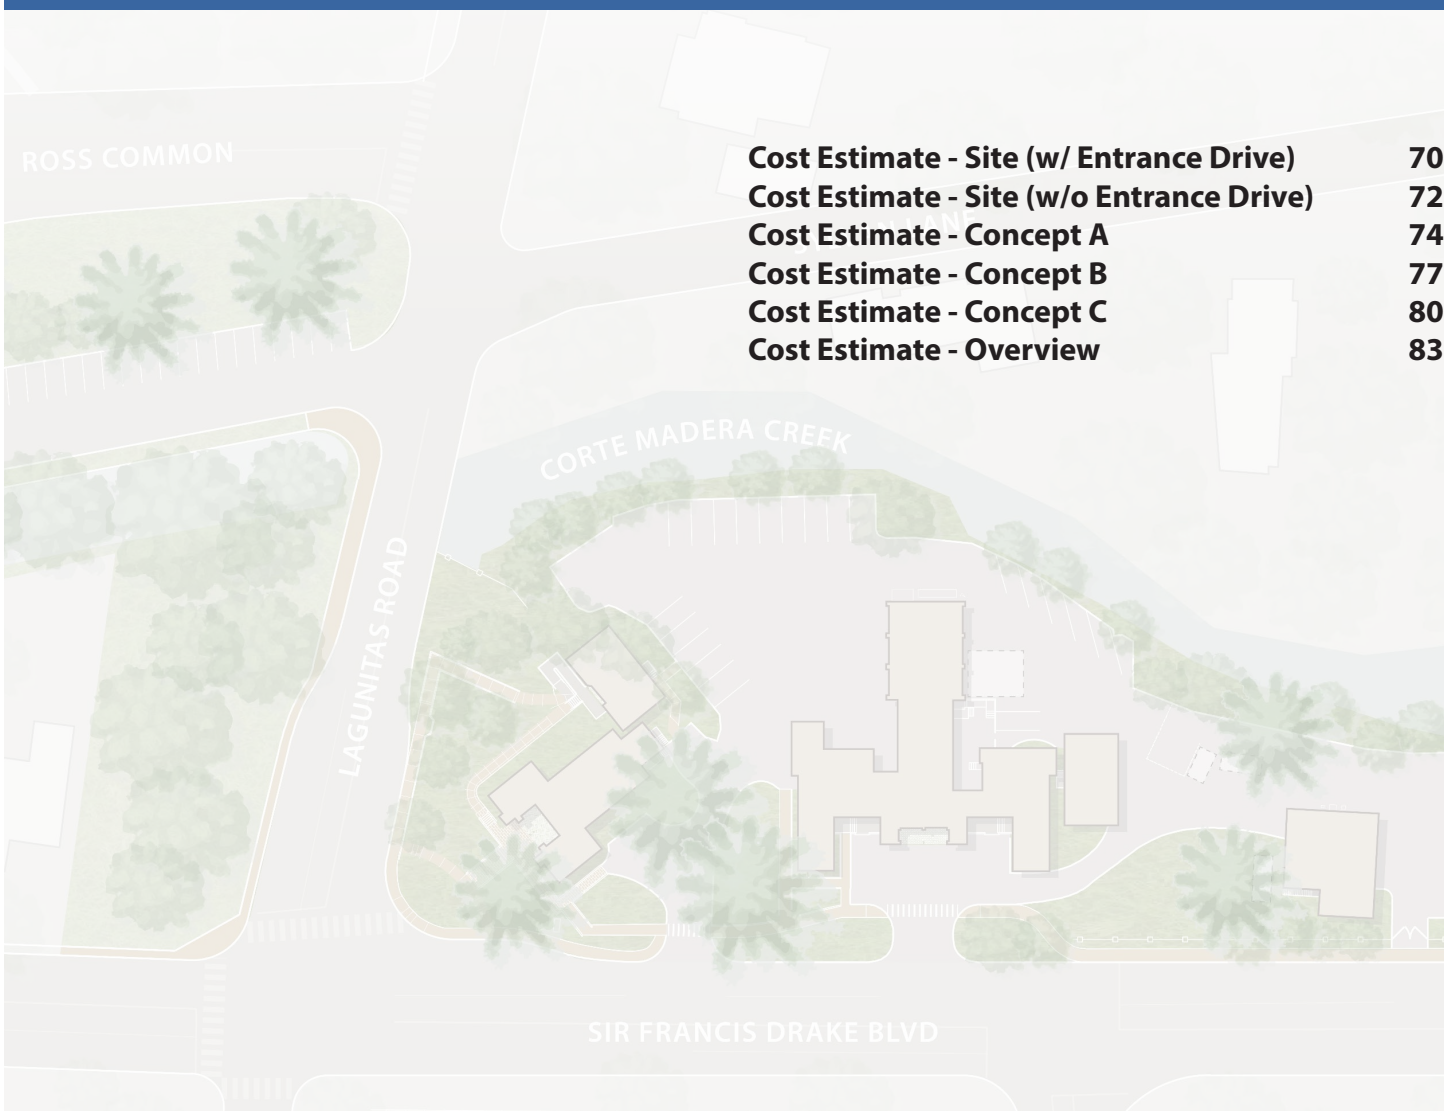 ROSS COMMON
Cost Estimate - Site (w/ Entrance Drive) 70
Cost Estimate - Site (w/o Entrance Drive) 72
Cost Estimate - Concept A 74
Cost Estimate - Concept B 77
Cost Estimate - Concept C 80
Cost Estimate - Overview 83
LANE
CORTE MADERA CREEK
LAGUNITAS ROAD
SIR FRANCIS DRAKE BLVD